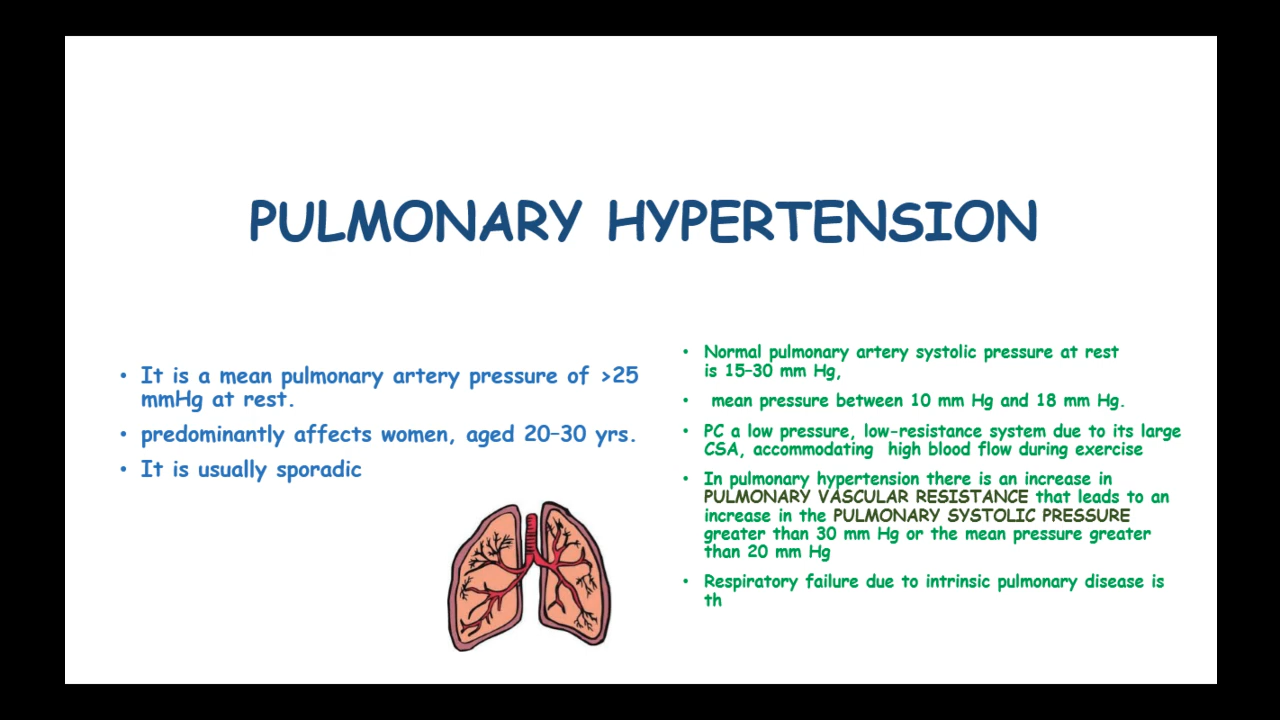 PULMONARY HYPERTENSION
• It is a mean pulmonary artery pressure of >25
mmHg at rest.
• predominantly affects women, aged 20–30 yrs.
• It is usually sporadic
• Normal pulmonary artery systolic pressure at rest
is 15–30 mm Hg,
• mean pressure between 10 mm Hg and 18 mm Hg.
• PC a low pressure, low-resistance system due to its large
CSA, accommodating high blood flow during exercise
• In pulmonary hypertension there is an increase in
PULMONARY VASCULAR RESISTANCE that leads to an
increase in the PULMONARY SYSTOLIC PRESSURE
greater than 30 mm Hg or the mean pressure greater
than 20 mm Hg
• Respiratory failure due to intrinsic pulmonary disease is
th